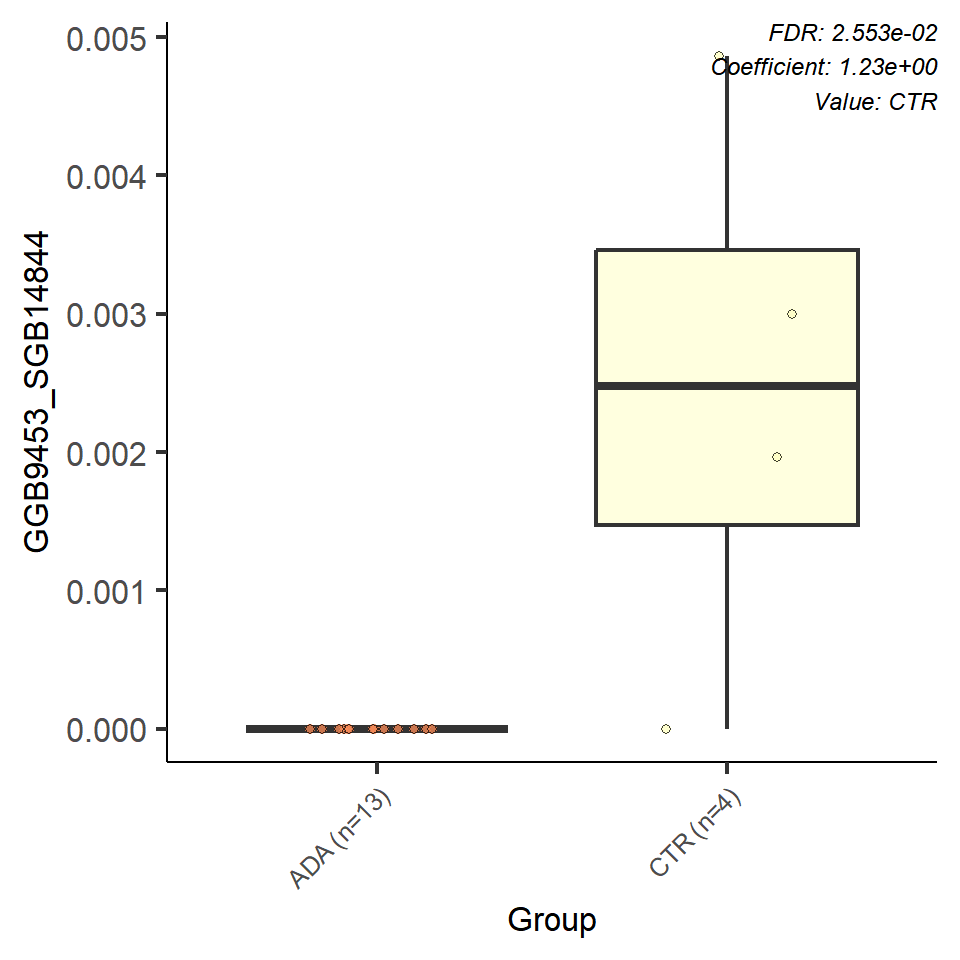 FDR: 2.553e-02
Coefficient: 1.23e+00
Value: CTR
GGB9453_SGB14844
0.005
0.004
0.003
0.002
0.001
0.000
ADA (n=13)
CTR (n=4)
Group